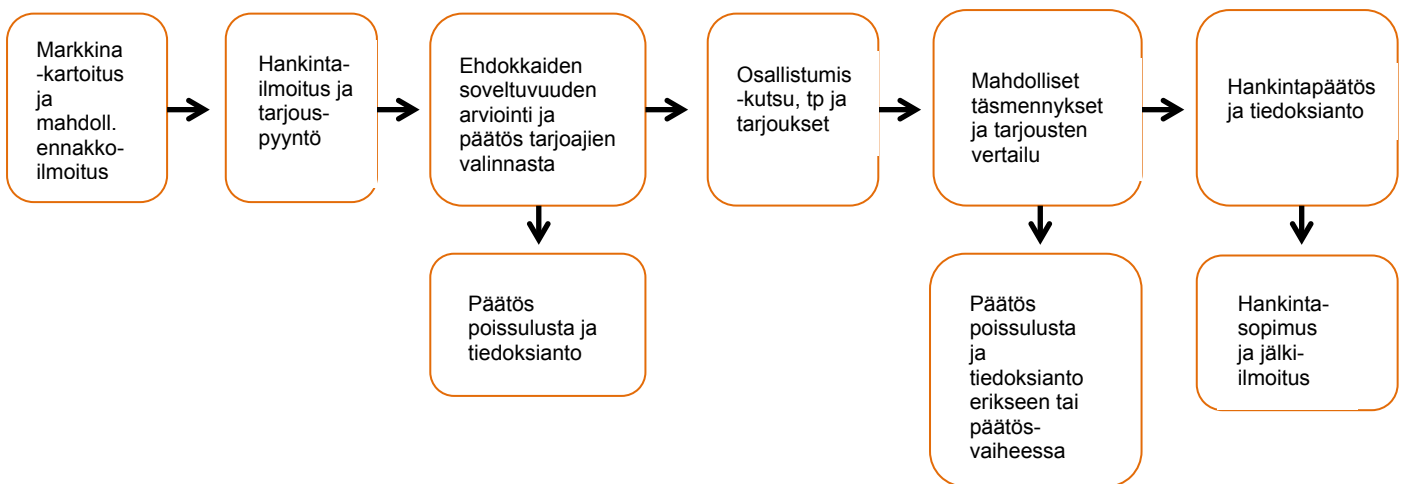 Markkina
-kartoitus
ja
mahdoll.
ennakko-
ilmoitus
Hankinta-
ilmoitus ja
tarjous-
pyyntö
Ehdokkaiden
soveltuvuuden
arviointi ja
päätös tarjoajien
valinnasta
Osallistumis
-kutsu, tp ja
tarjoukset
Mahdolliset
täsmennykset
ja tarjousten
vertailu
Hankintapäätös
ja tiedoksianto
Päätös
poissulusta ja
tiedoksianto
Päätös
poissulusta
ja
tiedoksianto
erikseen tai
päätös-
vaiheessa
Hankinta-
sopimus
ja jälki-
ilmoitus